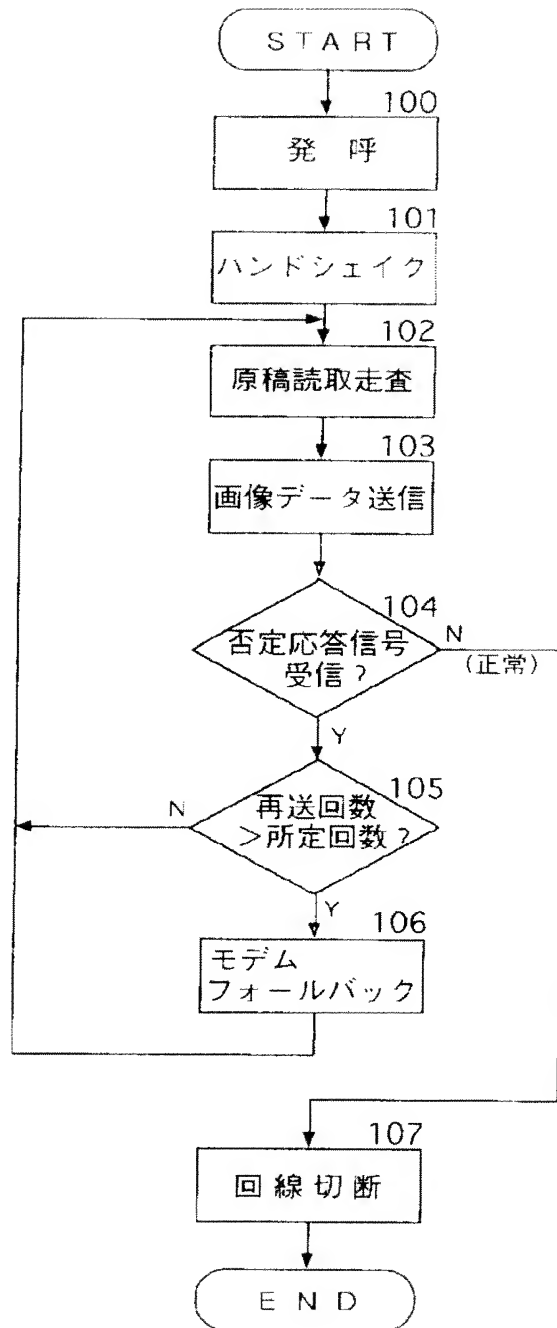 START
100
発呼
101
ハンドシェイク
102
原稿読取走査
103
画像データ送信
104
否定応答信号
受信?
N
(正常)
Y
105
再送回数
>所定回数?
N
Y
106
モデム
フォールバック
107
回線切断
END